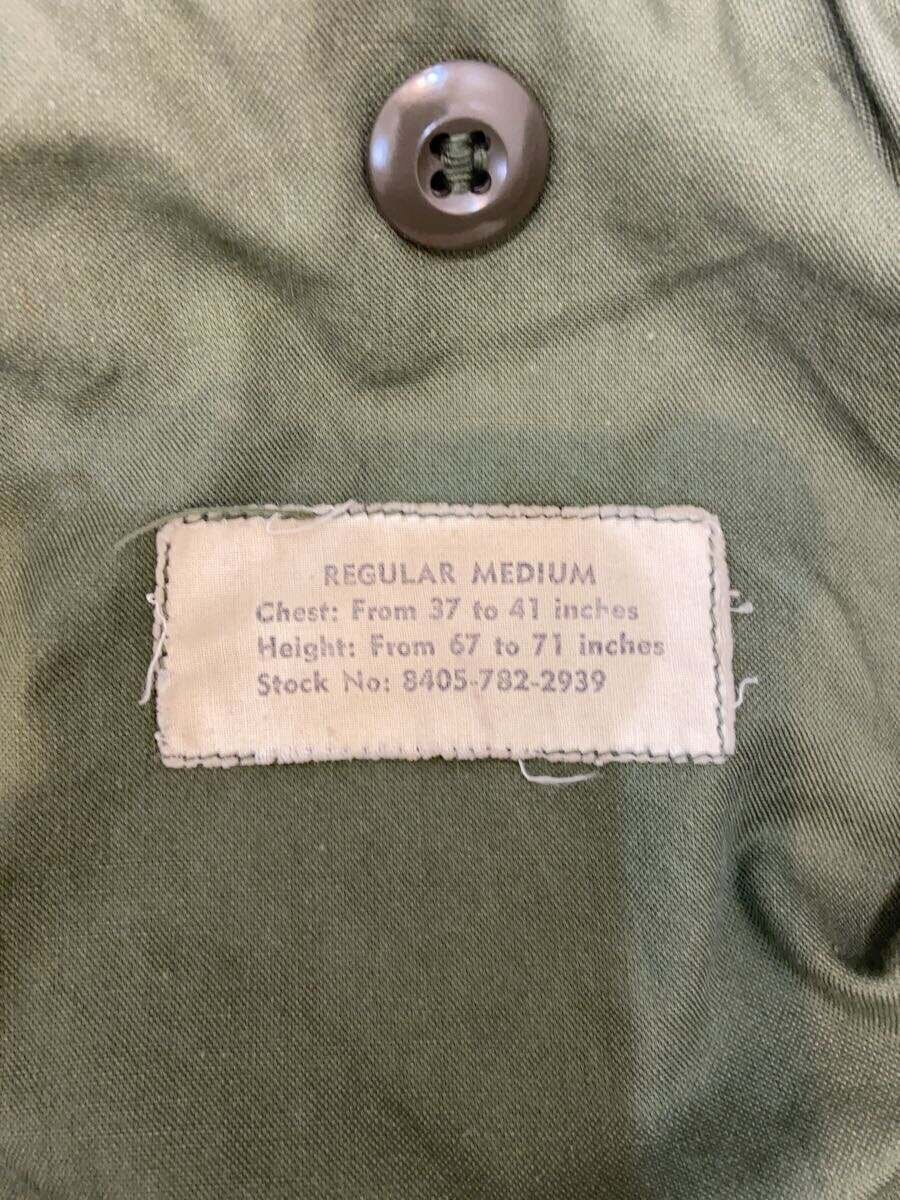 REGULAR MEDIUM
Chest: From 37 to 41 inches
Height: From 67 to 71 inches
Stock No: 8405-782-2939